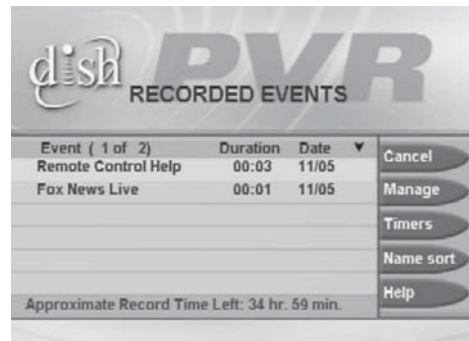 dish PVR
RECORDED EVENTS
Event ( 1 of 2) Duration Date ▼
Remote Control Help 00:03 11/05
Fox News Live 00:01 11/05
Approximate Record Time Left: 34 hr. 59 min.
Cancel
Manage
Timers
Name sort
Help